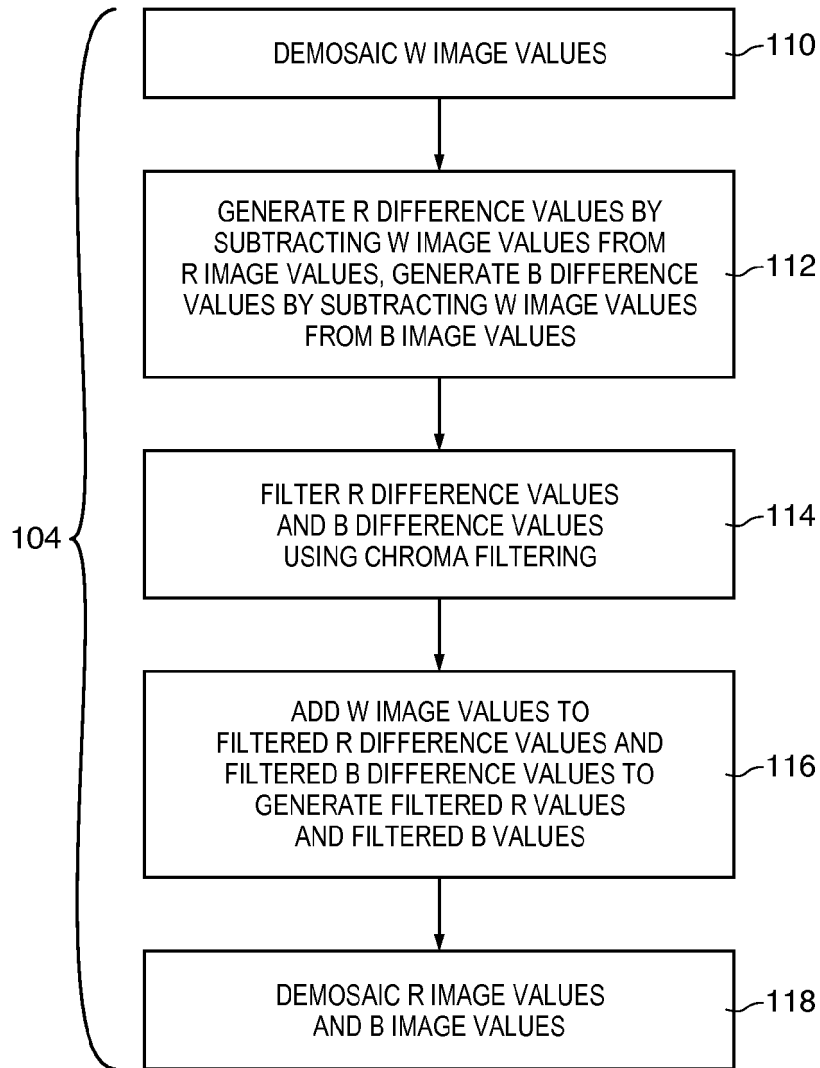 DEMOSAIC W IMAGE VALUES
110
GENERATE R DIFFERENCE VALUES BY
SUBTRACTING W IMAGE VALUES FROM
R IMAGE VALUES, GENERATE B DIFFERENCE
VALUES BY SUBTRACTING W IMAGE VALUES
FROM B IMAGE VALUES
112
FILTER R DIFFERENCE VALUES
AND B DIFFERENCE VALUES
USING CHROMA FILTERING
114
104
ADD W IMAGE VALUES TO
FILTERED R DIFFERENCE VALUES AND
FILTERED B DIFFERENCE VALUES TO
GENERATE FILTERED R VALUES
AND FILTERED B VALUES
116
DEMOSAIC R IMAGE VALUES
AND B IMAGE VALUES
118